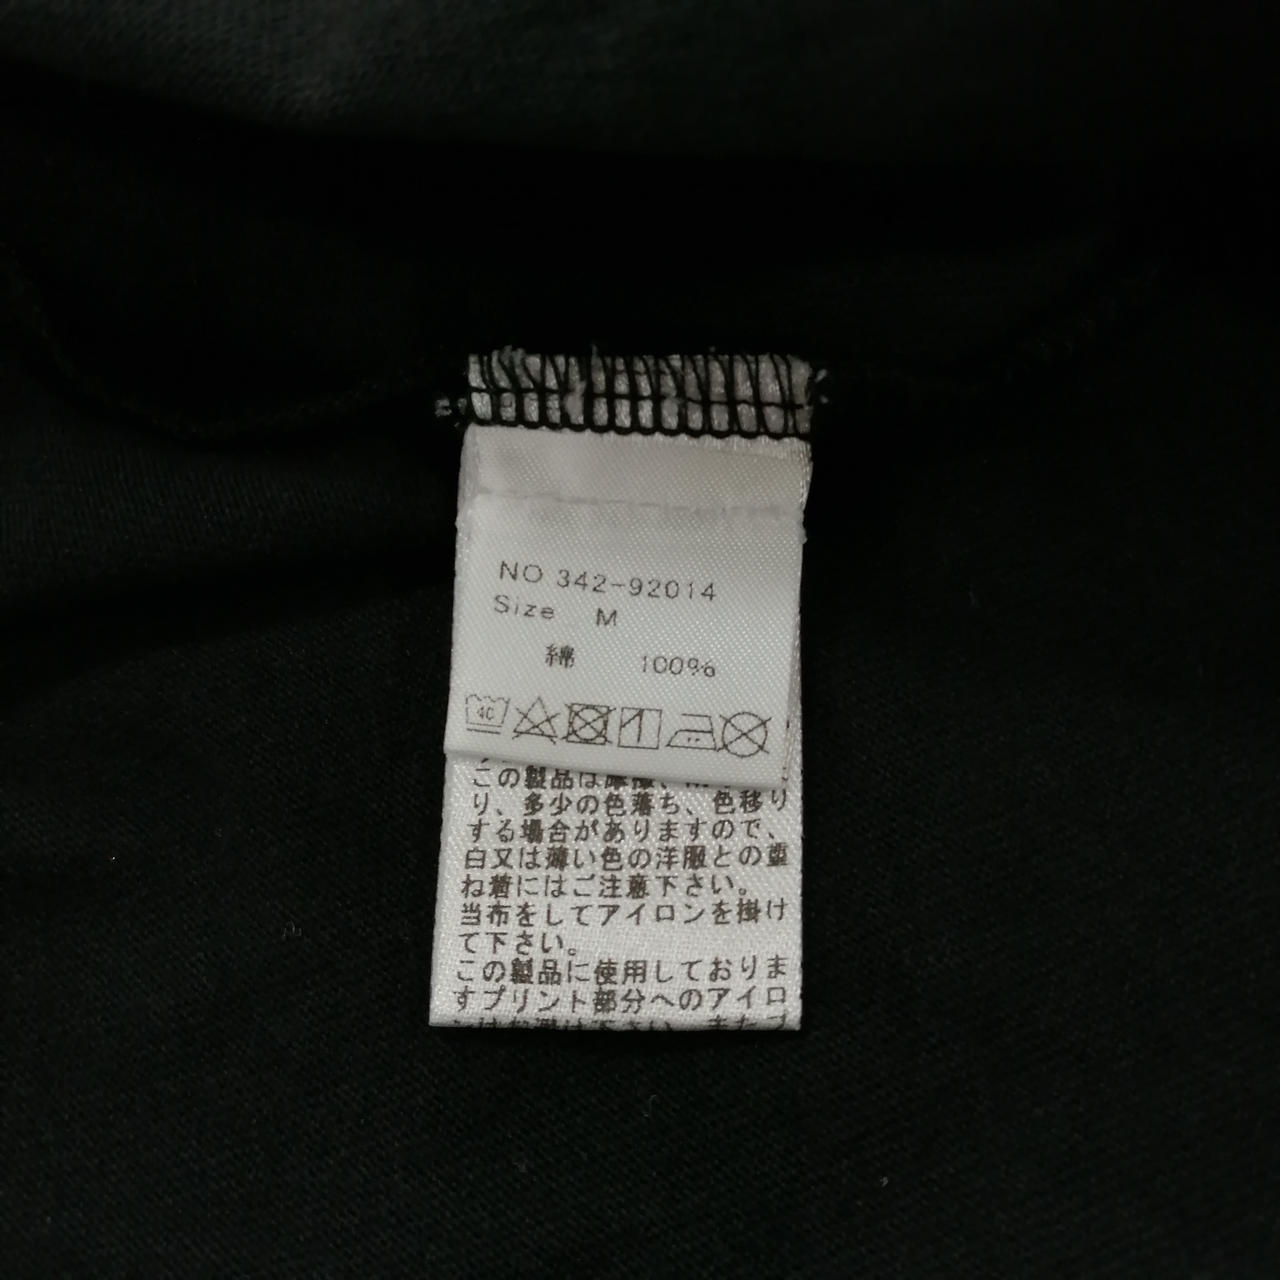 NO 342-92014
Size M
綿 100%
40
この製品は摩擦、
り、多少の色落ち、色移り
する場合がありますので、
白又は薄い色の洋服との重
ね着にはご注意下さい。
当布をしてアイロンを掛け
て下さい。
この製品に使用しておりま
すプリント部分へのアイロ